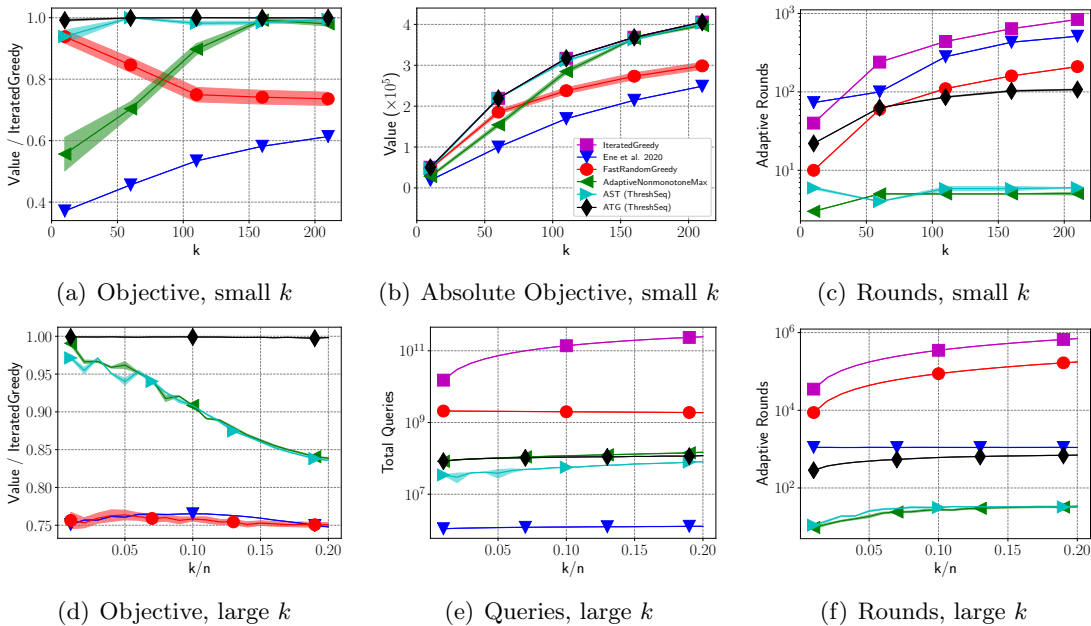 Value / IteratedGreedy
1.0
0.8
0.6
0.4
0
50
100
150
200
k
(a) Objective, small k
Value (×10⁵)
4
2
0
0
50
100
150
200
k
IteratedGreedy
Ene et al. 2020
FastRandomGreedy
AdaptiveNonmonotoneMax
AST (ThreshSeq)
ATG (ThreshSeq)
(b) Absolute Objective, small k
Adaptive Rounds
10³
10²
10¹
0
50
100
150
200
k
(c) Rounds, small k
Value / IteratedGreedy
1.00
0.95
0.90
0.85
0.80
0.75
0.05
0.10
0.15
0.20
k/n
(d) Objective, large k
Total Queries
10¹¹
10⁹
10⁷
0.05
0.10
0.15
0.20
k/n
(e) Queries, large k
Adaptive Rounds
10⁶
10⁴
10²
0.05
0.10
0.15
0.20
k/n
(f) Rounds, large k